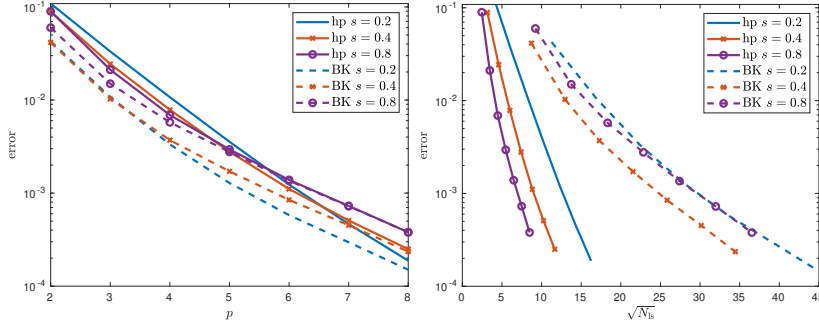 10^-1
10^-2
10^-3
10^-4
error
2
3
4
5
6
7
8
p
hp s = 0.2
hp s = 0.4
hp s = 0.8
BK s = 0.2
BK s = 0.4
BK s = 0.8
10^-1
10^-2
10^-3
10^-4
error
0
5
10
15
20
25
30
35
40
45
√N_ls
hp s = 0.2
hp s = 0.4
hp s = 0.8
BK s = 0.2
BK s = 0.4
BK s = 0.8